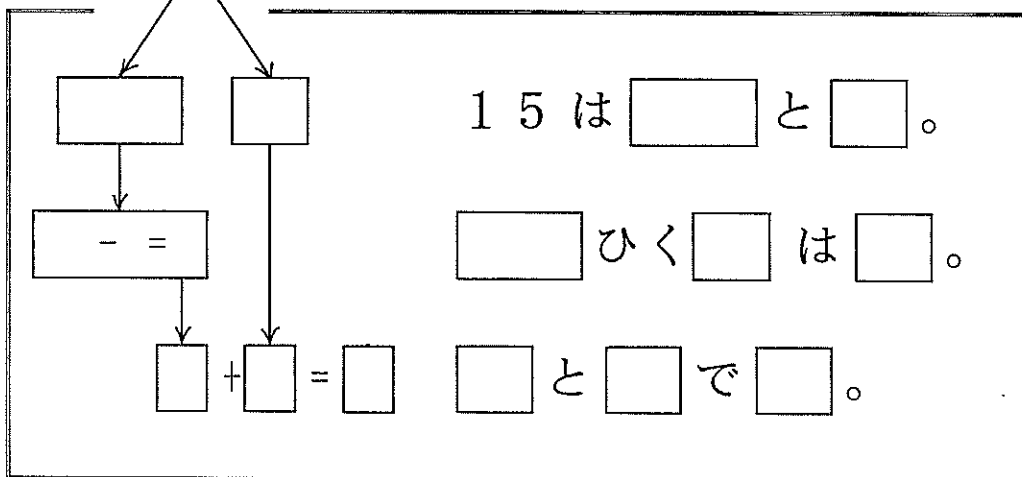 15は と 。
- =
ひく は 。
+ =
と で 。